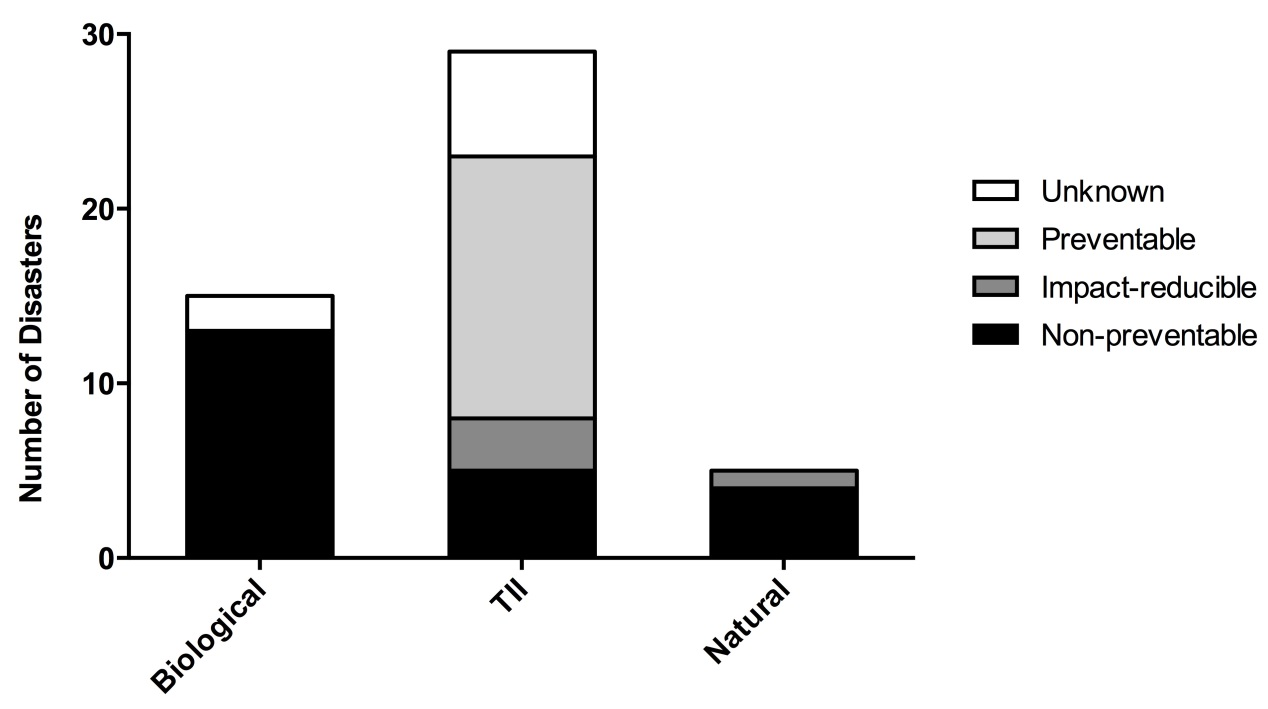 30
20
10
0
Number of Disasters
Biological
TII
Natural
Unknown
Preventable
Impact-reducible
Non-preventable